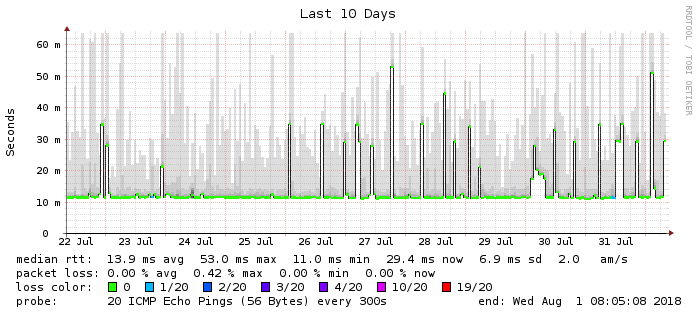 Last 10 Days
RRDTOOL / TOBI OETIKER
Seconds
60 m
50 m
40 m
30 m
20 m
10 m
0
22 Jul 23 Jul 24 Jul 25 Jul 26 Jul 27 Jul 28 Jul 29 Jul 30 Jul 31 Jul
median rtt: 13.9 ms avg 53.0 ms max 11.0 ms min 29.4 ms now 6.9 ms sd 2.0 am/s
packet loss: 0.00 % avg 0.42 % max 0.00 % min 0.00 % now
loss color: 0 1/20 2/20 3/20 4/20 10/20 19/20
probe: 20 ICMP Echo Pings (56 Bytes) every 300s end: Wed Aug 1 08:05:08 2018